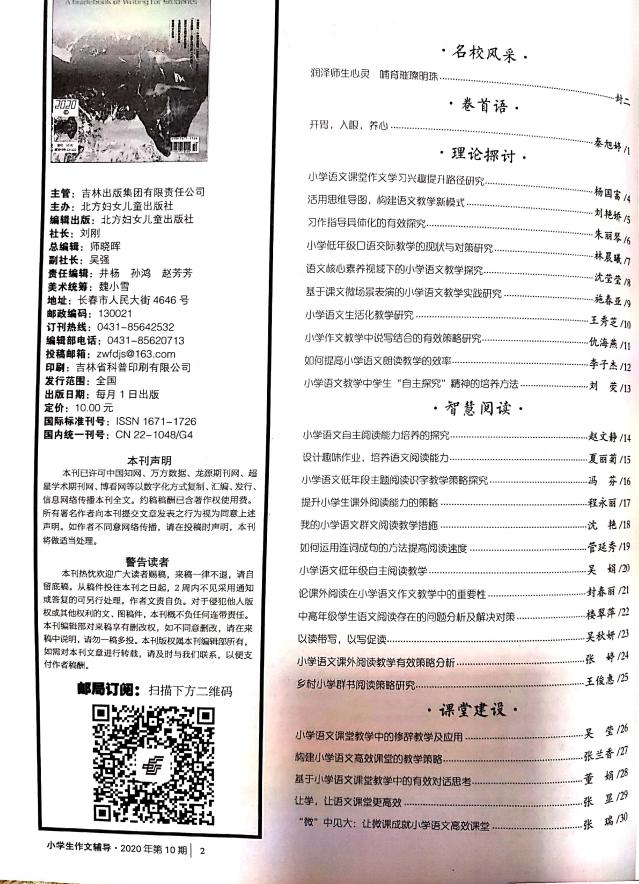 A Guidebook of Writing for Students
2020
主管：吉林出版集团有限责任公司
主办：北方妇女儿童出版社
编辑出版：北方妇女儿童出版社
社长：刘刚
总编辑：师晓晖
副社长：吴强
责任编辑：井杨 孙鸿 赵芳芳
美术统筹：魏小雪
地址：长春市人民大街 4646 号
邮政编码：130021
订刊热线：0431-85642532
编辑部电话：0431-85620713
投稿邮箱：zwfdjs@163.com
印刷：吉林省科普印刷有限公司
发行范围：全国
出版日期：每月 1 日出版
定价：10.00 元
国际标准刊号：ISSN 1671-1726
国内统一刊号：CN 22-1048/G4
本刊声明
本刊已许可中国知网、万方数据、龙源期刊网、超
星学术期刊网、博看网等以数字化方式复制、汇编、发行、
信息网络传播本刊全文。约稿稿酬已含著作权使用费。
所有署名作者向本刊提交文章发表之行为视为同意上述
声明。如作者不同意网络传播，请在投稿时声明，本刊
将做适当处理。
警告读者
本刊热忱欢迎广大读者赐稿，来稿一律不退，请自
留底稿。从稿件投往本刊之日起，2 周内不见采用通知
或答复的可另行处理。作者文责自负。对于侵犯他人版
权或其他权利的文、图稿件，本刊概不负任何连带责任。
本刊编辑部对来稿享有删改权，如不同意删改，请在来
稿中说明，请勿一稿多投。本刊版权属本刊编辑部所有，
如需对本刊文章进行转载，请及时与我们联系，以便支
付作者稿酬。
邮局订阅：扫描下方二维码
小学生作文辅导·2020 年第 10 期 2
·名校风采·
润泽师生心灵 哺育璀璨明珠 封二
·卷首语·
开胃，入眼，养心 秦旭婷/1
·理论探讨·
小学语文课堂作文学习兴趣提升路径研究 杨国富/4
活用思维导图，构建语文教学新模式 刘艳娇/5
习作指导具体化的有效探究 朱丽琴/6
小学低年级口语交际教学的现状与对策研究 林晨曦/7
语文核心素养视域下的小学语文教学探究 沈莹莹/8
基于课文微场景表演的小学语文教学实践研究 施春亚/9
小学语文生活化教学研究 王秀芝/10
小学作文教学中说写结合的有效策略研究 仇海燕/11
如何提高小学语文朗读教学的效率 李子杰/12
小学语文教学中学生“自主探究”精神的培养方法 刘 荧/13
·智慧阅读·
小学语文自主阅读能力培养的探究 赵文静/14
设计趣味作业，培养语文阅读能力 夏丽菊/15
小学语文低年段主题阅读识字教学策略探究 冯 芬/16
提升小学生课外阅读能力的策略 程永丽/17
我的小学语文群文阅读教学措施 沈 艳/18
如何运用连词成句的方法提高阅读速度 管延秀/19
小学语文低年级自主阅读教学 吴 娟/20
论课外阅读在小学语文作文教学中的重要性 封春丽/21
中高年级学生语文阅读存在的问题分析及解决对策 楼翠萍/22
以读带写，以写促读 吴秋妍/23
小学语文课外阅读教学有效策略分析 张 婷/24
乡村小学群书阅读策略研究 王俊惠/25
·课堂建设·
小学语文课堂教学中的修辞教学及应用 吴 莹/26
构建小学语文高效课堂的教学策略 张兰香/27
基于小学语文课堂教学中的有效对话思考 董 娟/28
让学，让语文课堂更高效 张 显/29
“微”中见大：让微课成就小学语文高效课堂 张 瑞/30